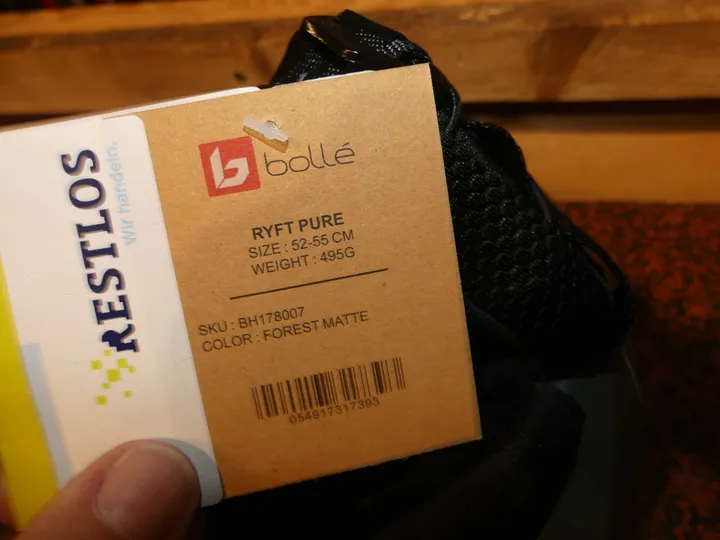 RESTLOS
Wir handeln.
bollé
RYFT PURE
SIZE : 52-55 CM
WEIGHT : 495G
SKU : BH178007
COLOR : FOREST MATTE
054917317393